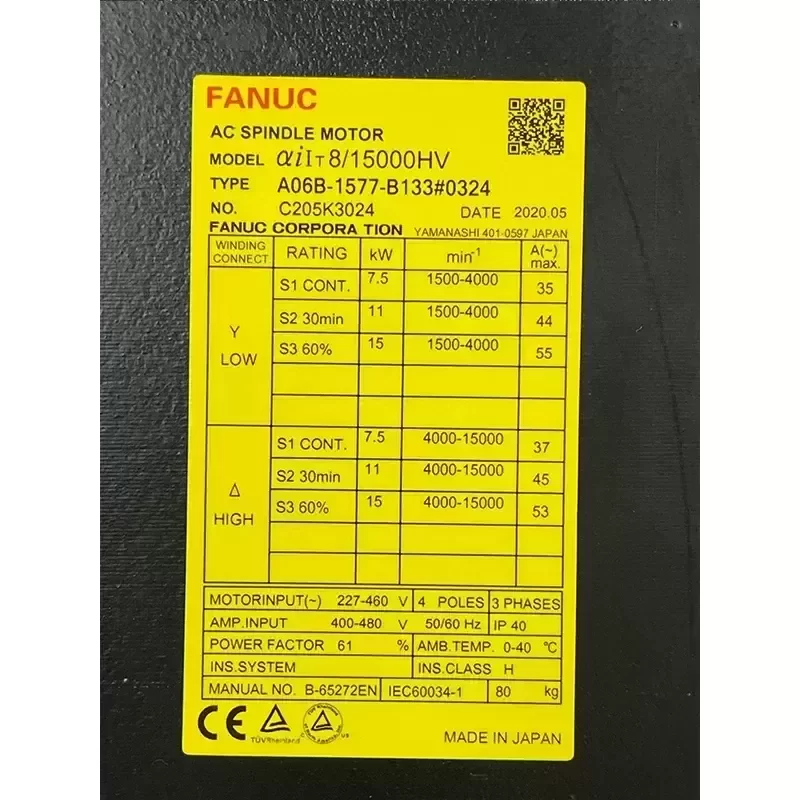 FANUC
AC SPINDLE MOTOR
MODEL αiIT8/15000HV
TYPE A06B-1577-B133#0324
NO. C205K3024 DATE 2020.05
FANUC CORPORA TION YAMANASHI 401-0597 JAPAN
WINDING CONNECT RATING kW min-1 A(~) max.
Y LOW
S1 CONT. 7.5 1500-4000 35
S2 30min 11 1500-4000 44
S3 60% 15 1500-4000 55
Δ HIGH
S1 CONT. 7.5 4000-15000 37
S2 30min 11 4000-15000 45
S3 60% 15 4000-15000 53
MOTORINPUT(~) 227-460 V 4 POLES 3 PHASES
AMP.INPUT 400-480 V 50/60 Hz IP 40
POWER FACTOR 61 % AMB.TEMP. 0-40 ℃
INS.SYSTEM INS.CLASS H
MANUAL NO. B-65272EN IEC60034-1 80 kg
CE TÜVRheinland C US
MADE IN JAPAN